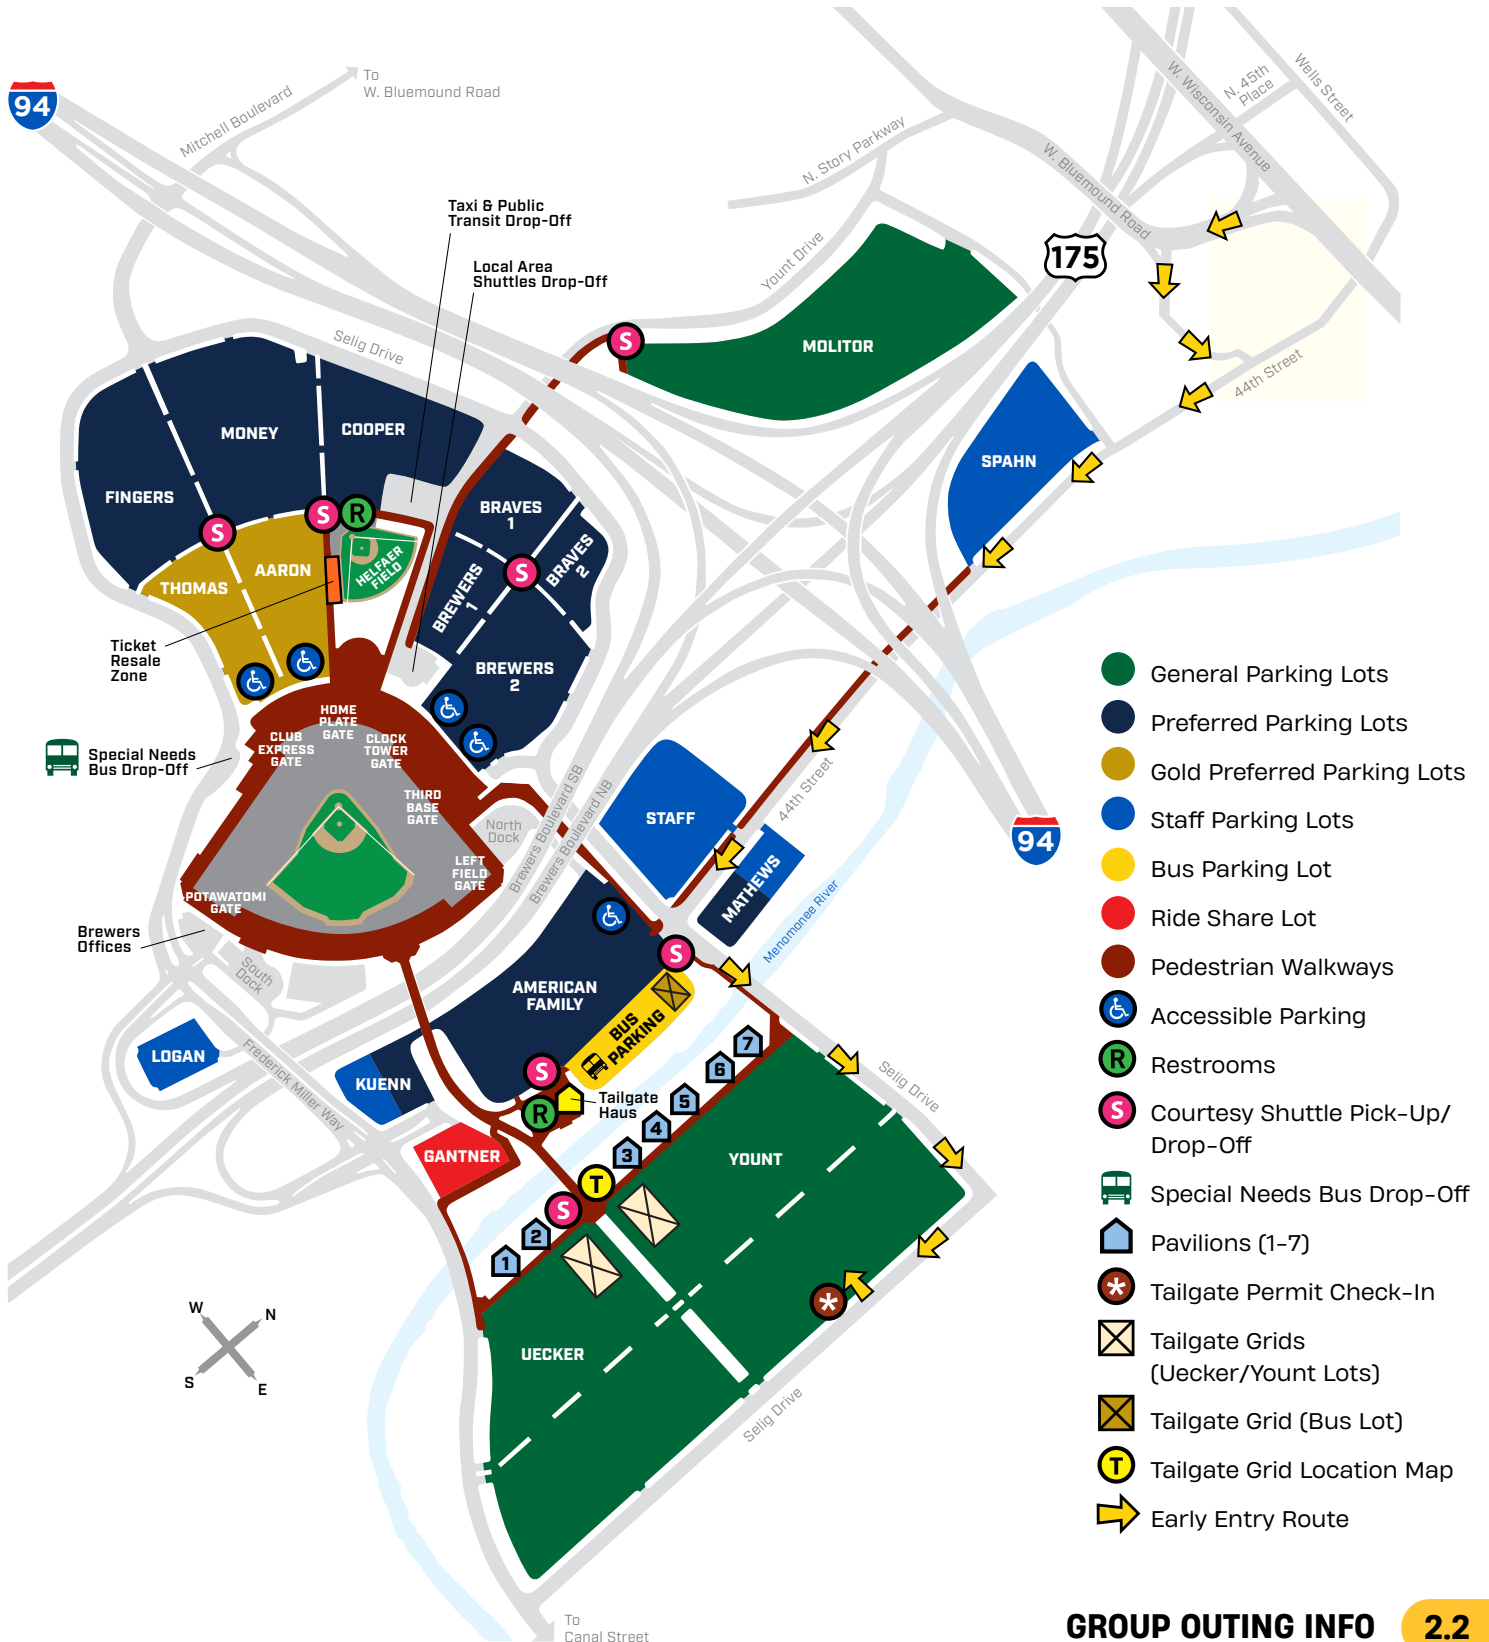 94
Mitchell Boulevard
To
W. Bluemound Road
Wells Street
N. 45th
Place
W. Wisconsin Avenue
N. Story Parkway
W. Bluemound Road
Taxi & Public
Transit Drop-Off
Local Area
Shuttles Drop-Off
Yount Drive
175
Selig Drive
S
MOLITOR
44th Street
MONEY
COOPER
FINGERS
SPAHN
BRAVES
1
BRAVES
2
S
S
R
HELFAER
FIELD
S
THOMAS
AARON
BREWERS
1
Ticket
Resale
Zone
BREWERS
2
HOME
PLATE
GATE
CLUB
EXPRESS
GATE
CLOCK
TOWER
GATE
Special Needs
Bus Drop-Off
THIRD
BASE
GATE
North
Dock
Brewers Boulevard SB
Brewers Boulevard NB
STAFF
44th Street
94
LEFT
FIELD
GATE
MATHEWS
POTAWATOMI
GATE
Brewers
Offices
Menomonee River
South
Dock
S
AMERICAN
FAMILY
BUS
PARKING
LOGAN
Frederick Miller Way
KUENN
S
R
Tailgate
Haus
7
6
5
4
3
Selig Drive
GANTNER
YOUNT
T
S
2
1
*
UECKER
Selig Drive
W
N
S
E
To
Canal Street
General Parking Lots
Preferred Parking Lots
Gold Preferred Parking Lots
Staff Parking Lots
Bus Parking Lot
Ride Share Lot
Pedestrian Walkways
Accessible Parking
R Restrooms
S Courtesy Shuttle Pick-Up/
Drop-Off
Special Needs Bus Drop-Off
Pavilions (1-7)
* Tailgate Permit Check-In
Tailgate Grids
(Uecker/Yount Lots)
Tailgate Grid (Bus Lot)
T Tailgate Grid Location Map
Early Entry Route
GROUP OUTING INFO 2.2